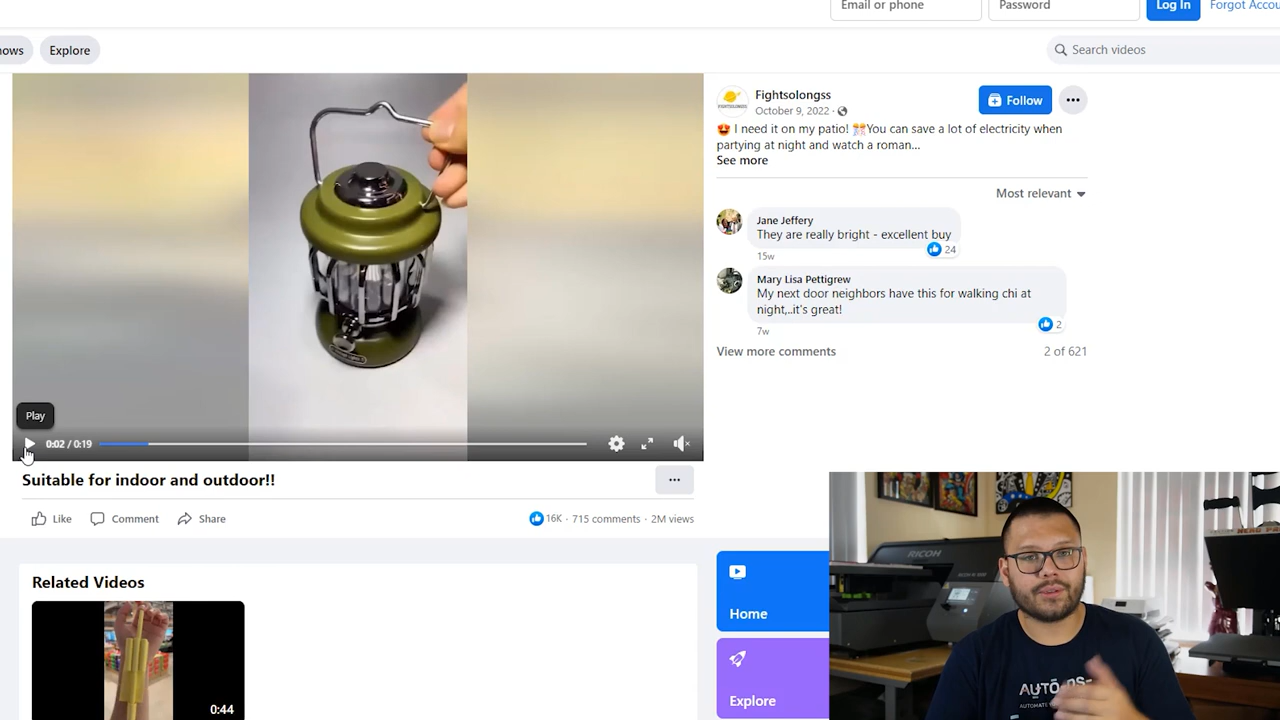 Email or phone
Password
Log In
Forgot Accou
nows
Explore
Search videos
Fightsolongss
October 9, 2022 ·
Follow
I need it on my patio! You can save a lot of electricity when
partying at night and watch a roman...
See more
Most relevant
Jane Jeffery
They are really bright - excellent buy
24
15w
Mary Lisa Pettigrew
My next door neighbors have this for walking chi at
night,..it's great!
2
7w
View more comments
2 of 621
Play
0:02 / 0:19
Suitable for indoor and outdoor!!
Like
Comment
Share
16K · 715 comments · 2M views
Related Videos
0:44
Home
Explore
RICOH
AUTO DS
AUTOMATE